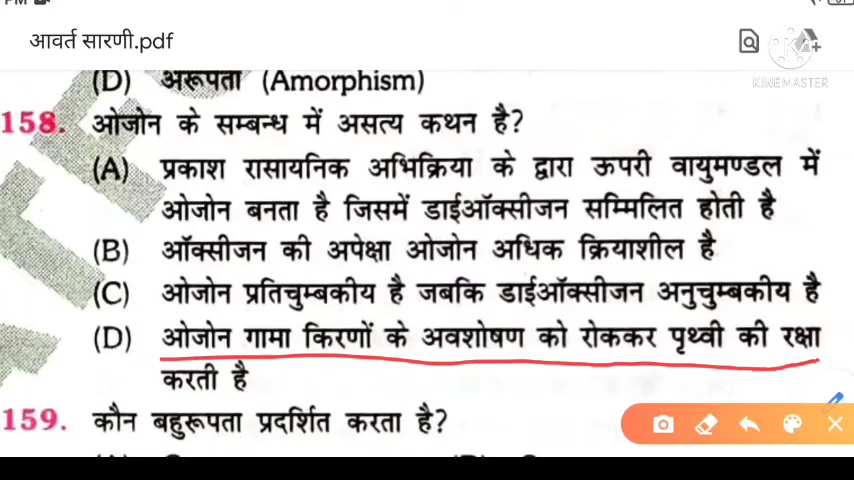 आवर्त सारणी.pdf
KINEMASTER
(D) अरूपता (Amorphism)
158. ओजोन के सम्बन्ध में असत्य कथन है?
(A) प्रकाश रासायनिक अभिक्रिया के द्वारा ऊपरी वायुमण्डल में
ओजोन बनता है जिसमें डाईऑक्सीजन सम्मिलित होती है
(B) ऑक्सीजन की अपेक्षा ओजोन अधिक क्रियाशील है
(C) ओजोन प्रतिचुम्बकीय है जबकि डाईऑक्सीजन अनुचुम्बकीय है
(D) ओजोन गामा किरणों के अवशोषण को रोककर पृथ्वी की रक्षा
करती है
159. कौन बहुरूपता प्रदर्शित करता है?